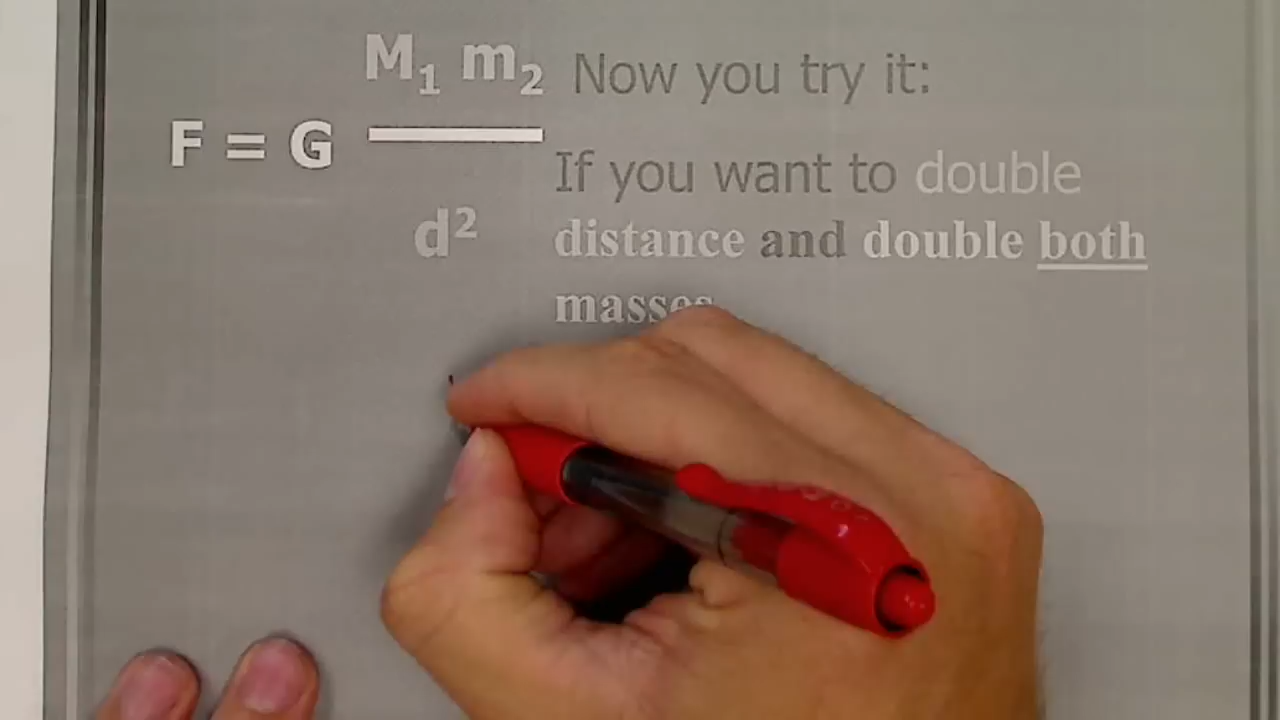 M₁ m₂
F = G
d²
Now you try it:
If you want to double
distance and double both
masses